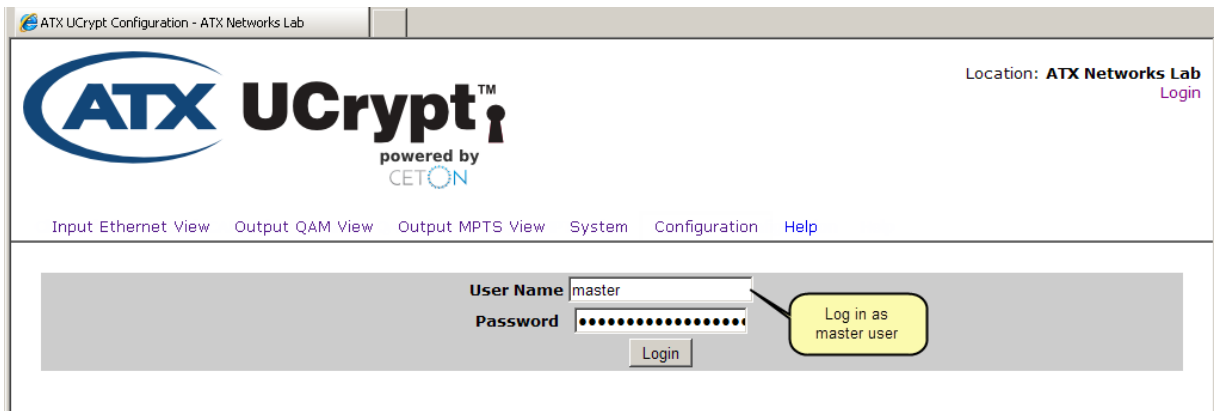 ATX UCrypt Configuration - ATX Networks Lab
Location: ATX Networks Lab
Login
ATX UCrypt™
powered by
CETON
Input Ethernet View Output QAM View Output MPTS View System Configuration Help
User Name master
Password ••••••••••••••••••
Login
Log in as
master user